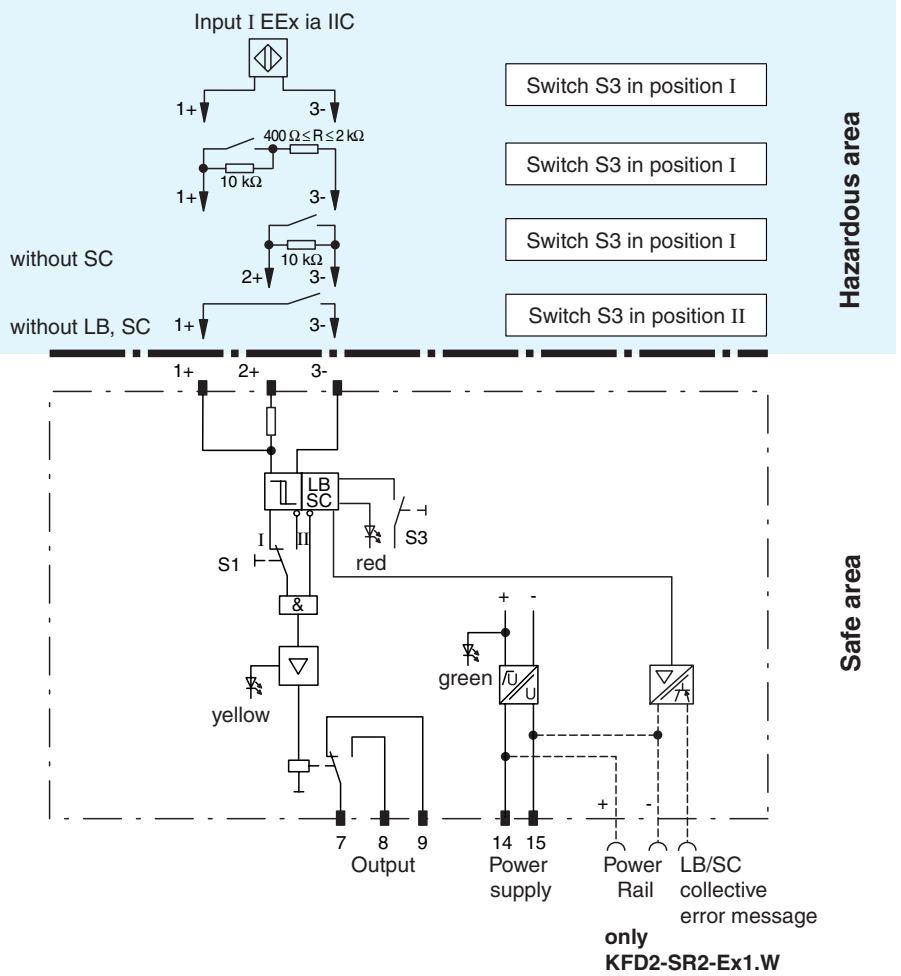 Input I EEx ia IIC
1+ 3-
Switch S3 in position I
400 Ω ≤ R ≤ 2 kΩ
10 kΩ
1+ 3-
Switch S3 in position I
without SC
10 kΩ
2+ 3-
Switch S3 in position I
without LB, SC
1+ 3-
Switch S3 in position II
Hazardous area
1+ 2+ 3-
LB
SC
I II
S1
red
S3
&
yellow
+ -
green
U
U
Safe area
+ -
7 8 9
Output
14 15
Power
supply
Power
Rail
LB/SC
collective
error message
only
KFD2-SR2-Ex1.W